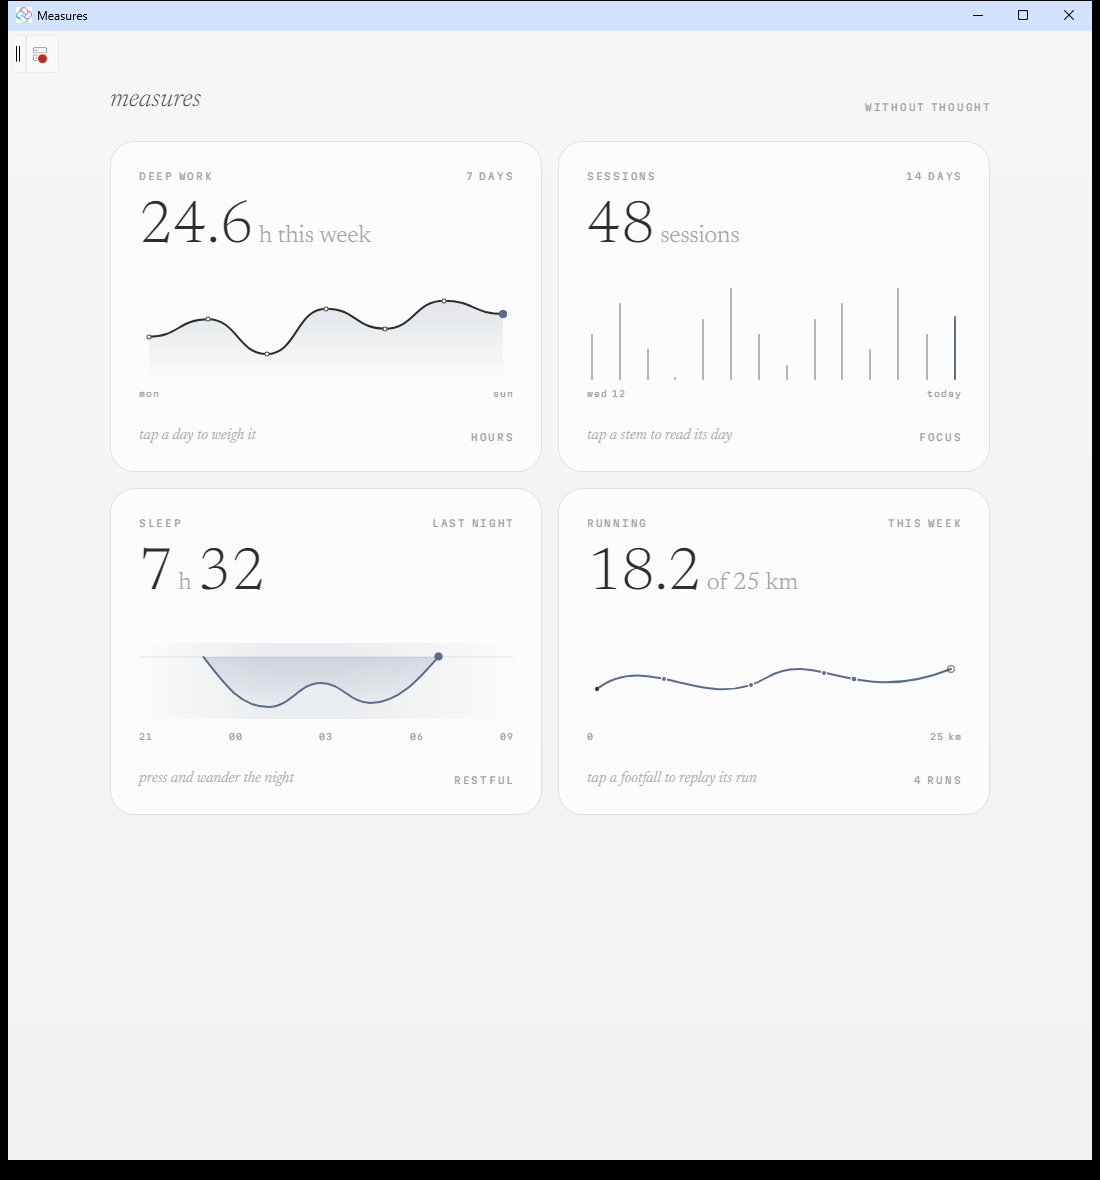 Measures
measures
WITHOUT THOUGHT
DEEP WORK
7 DAYS
24.6 h this week
mon
sun
tap a day to weigh it
HOURS
SESSIONS
14 DAYS
48 sessions
wed 12
today
tap a stem to read its day
FOCUS
SLEEP
LAST NIGHT
7 h 32
21 00 03 06 09
press and wander the night
RESTFUL
RUNNING
THIS WEEK
18.2 of 25 km
0
25 km
tap a footfall to replay its run
4 RUNS